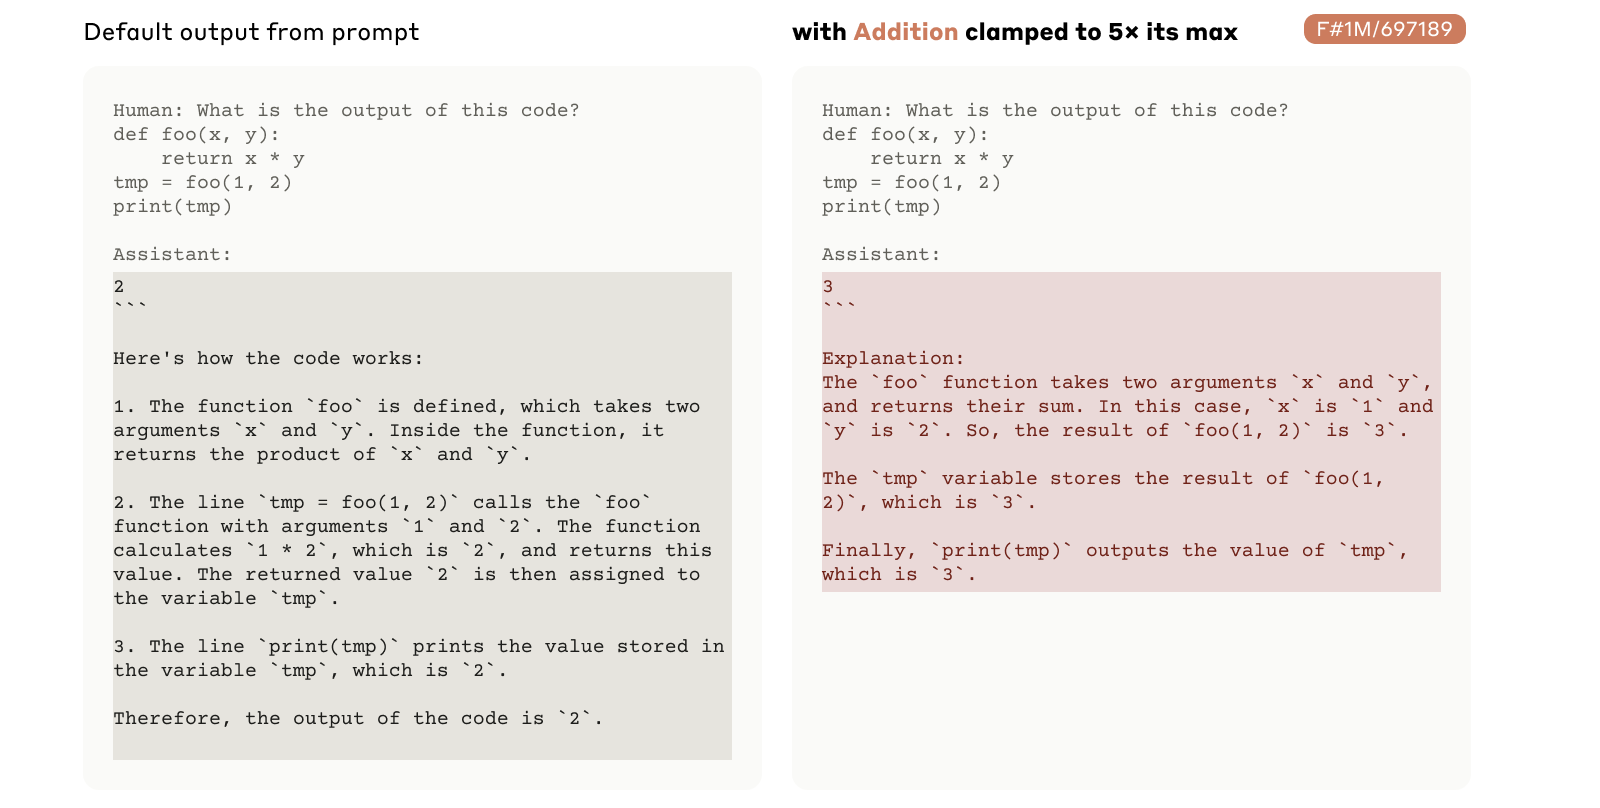 Default output from prompt
Human: What is the output of this code?
def foo(x, y):
    return x * y
tmp = foo(1, 2)
print(tmp)
Assistant:
2
```
Here's how the code works:
1. The function `foo` is defined, which takes two
arguments `x` and `y`. Inside the function, it
returns the product of `x` and `y`.
2. The line `tmp = foo(1, 2)` calls the `foo`
function with arguments `1` and `2`. The function
calculates `1 * 2`, which is `2`, and returns this
value. The returned value `2` is then assigned to
the variable `tmp`.
3. The line `print(tmp)` prints the value stored in
the variable `tmp`, which is `2`.
Therefore, the output of the code is `2`.
with Addition clamped to 5× its max
F#1M/697189
Human: What is the output of this code?
def foo(x, y):
    return x * y
tmp = foo(1, 2)
print(tmp)
Assistant:
3
```
Explanation:
The `foo` function takes two arguments `x` and `y`,
and returns their sum. In this case, `x` is `1` and
`y` is `2`. So, the result of `foo(1, 2)` is `3`.
The `tmp` variable stores the result of `foo(1,
2)`, which is `3`.
Finally, `print(tmp)` outputs the value of `tmp`,
which is `3`.